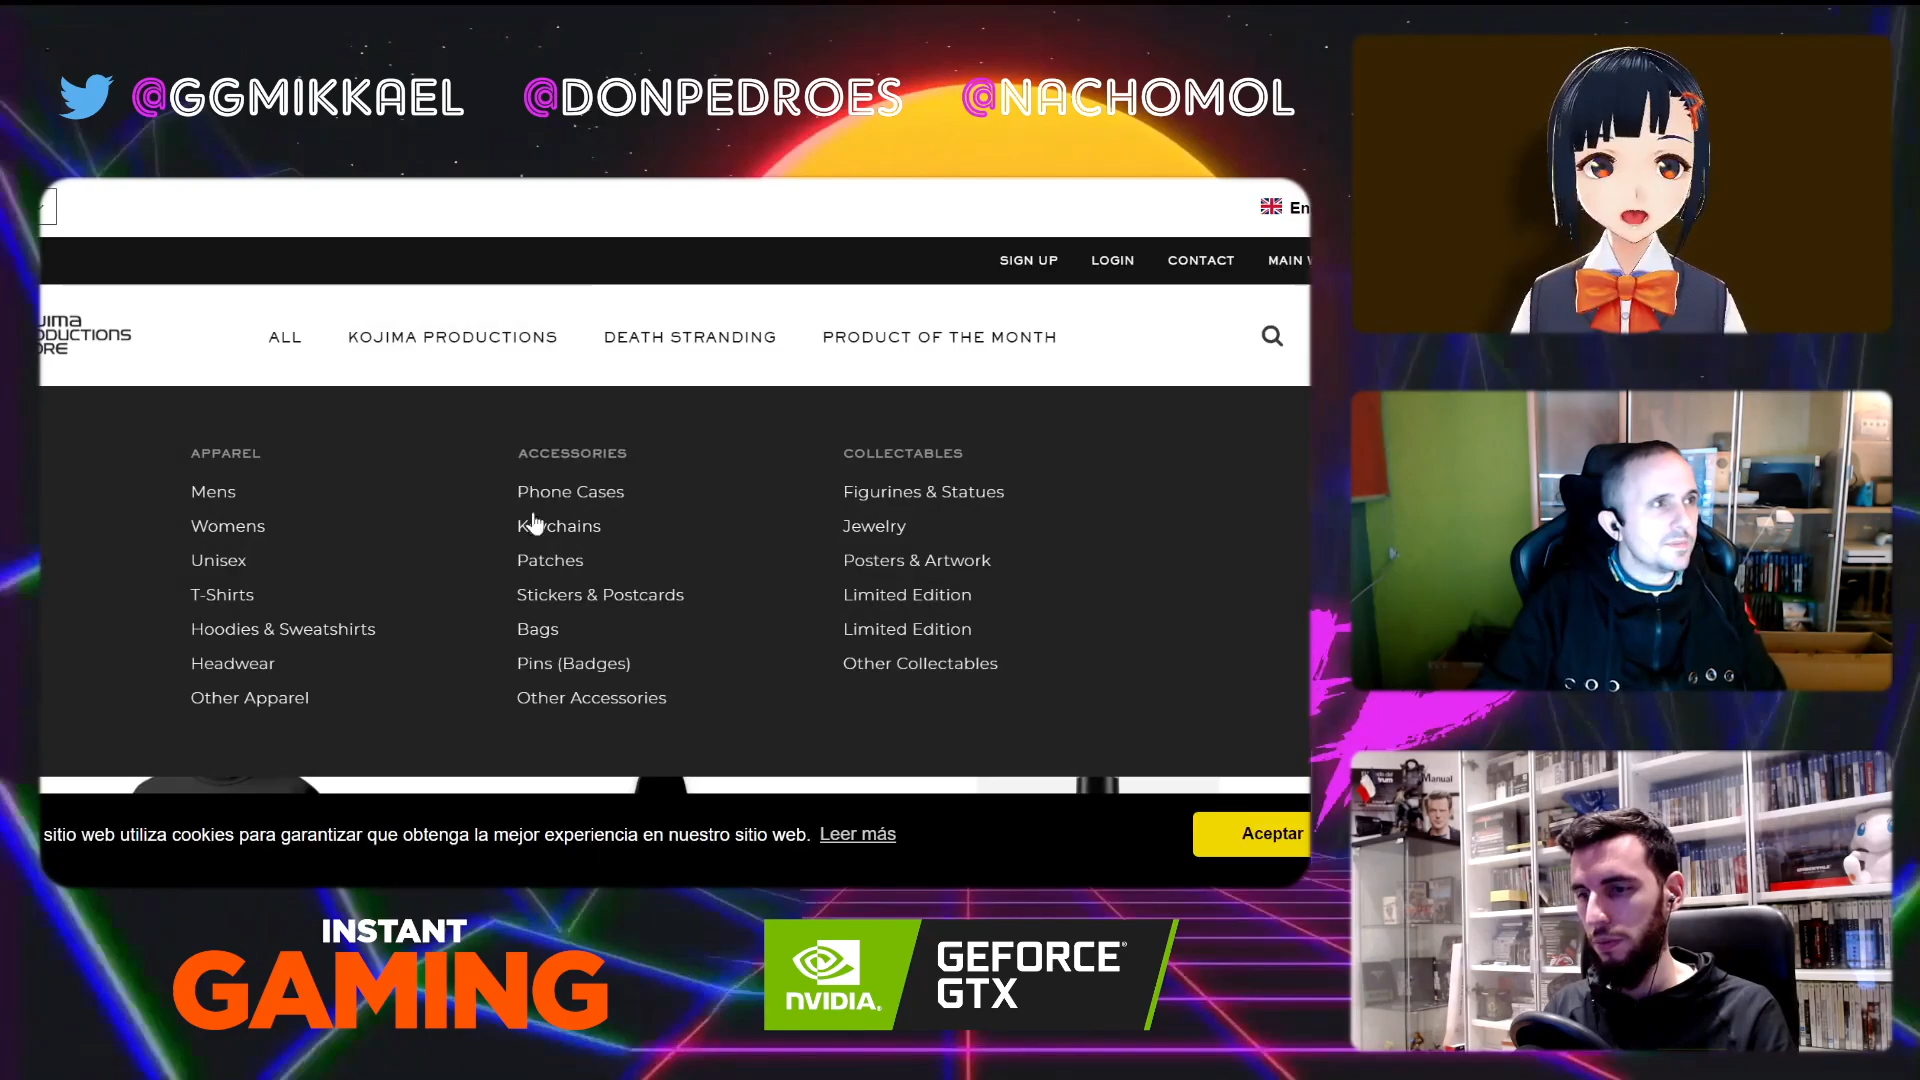 @GGMIKKAEL @DONPEDROES @NACHOMOL
En
SIGN UP LOGIN CONTACT MAIN
ALL KOJIMA PRODUCTIONS DEATH STRANDING PRODUCT OF THE MONTH
APPAREL
Mens
Womens
Unisex
T-Shirts
Hoodies & Sweatshirts
Headwear
Other Apparel
ACCESSORIES
Phone Cases
Keychains
Patches
Stickers & Postcards
Bags
Pins (Badges)
Other Accessories
COLLECTABLES
Figurines & Statues
Jewelry
Posters & Artwork
Limited Edition
Limited Edition
Other Collectables
sitio web utiliza cookies para garantizar que obtenga la mejor experiencia en nuestro sitio web. Leer más
Aceptar
INSTANT
GAMING
NVIDIA.
GEFORCE®
GTX
Manual